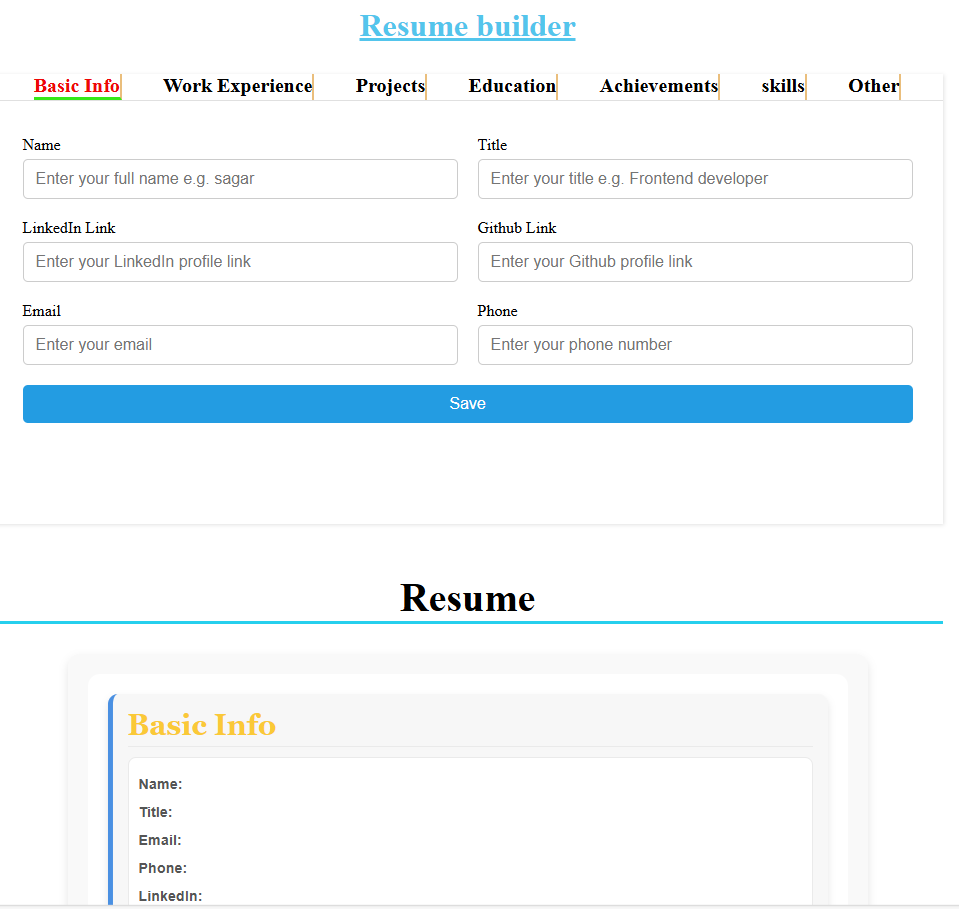 Resume builder
Basic Info Work Experience Projects Education Achievements skills Other
Name Title
Enter your full name e.g. sagar Enter your title e.g. Frontend developer
LinkedIn Link Github Link
Enter your LinkedIn profile link Enter your Github profile link
Email Phone
Enter your email Enter your phone number
Save
Resume
Basic Info
Name:
Title:
Email:
Phone:
LinkedIn: